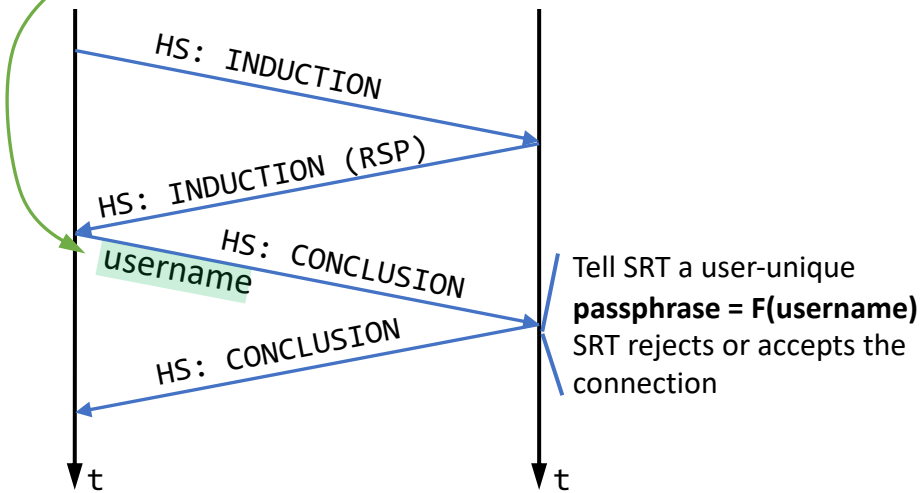 HS: INDUCTION
HS: INDUCTION (RSP)
HS: CONCLUSION
username
Tell SRT a user-unique
passphrase = F(username)
SRT rejects or accepts the
connection
HS: CONCLUSION
t
t